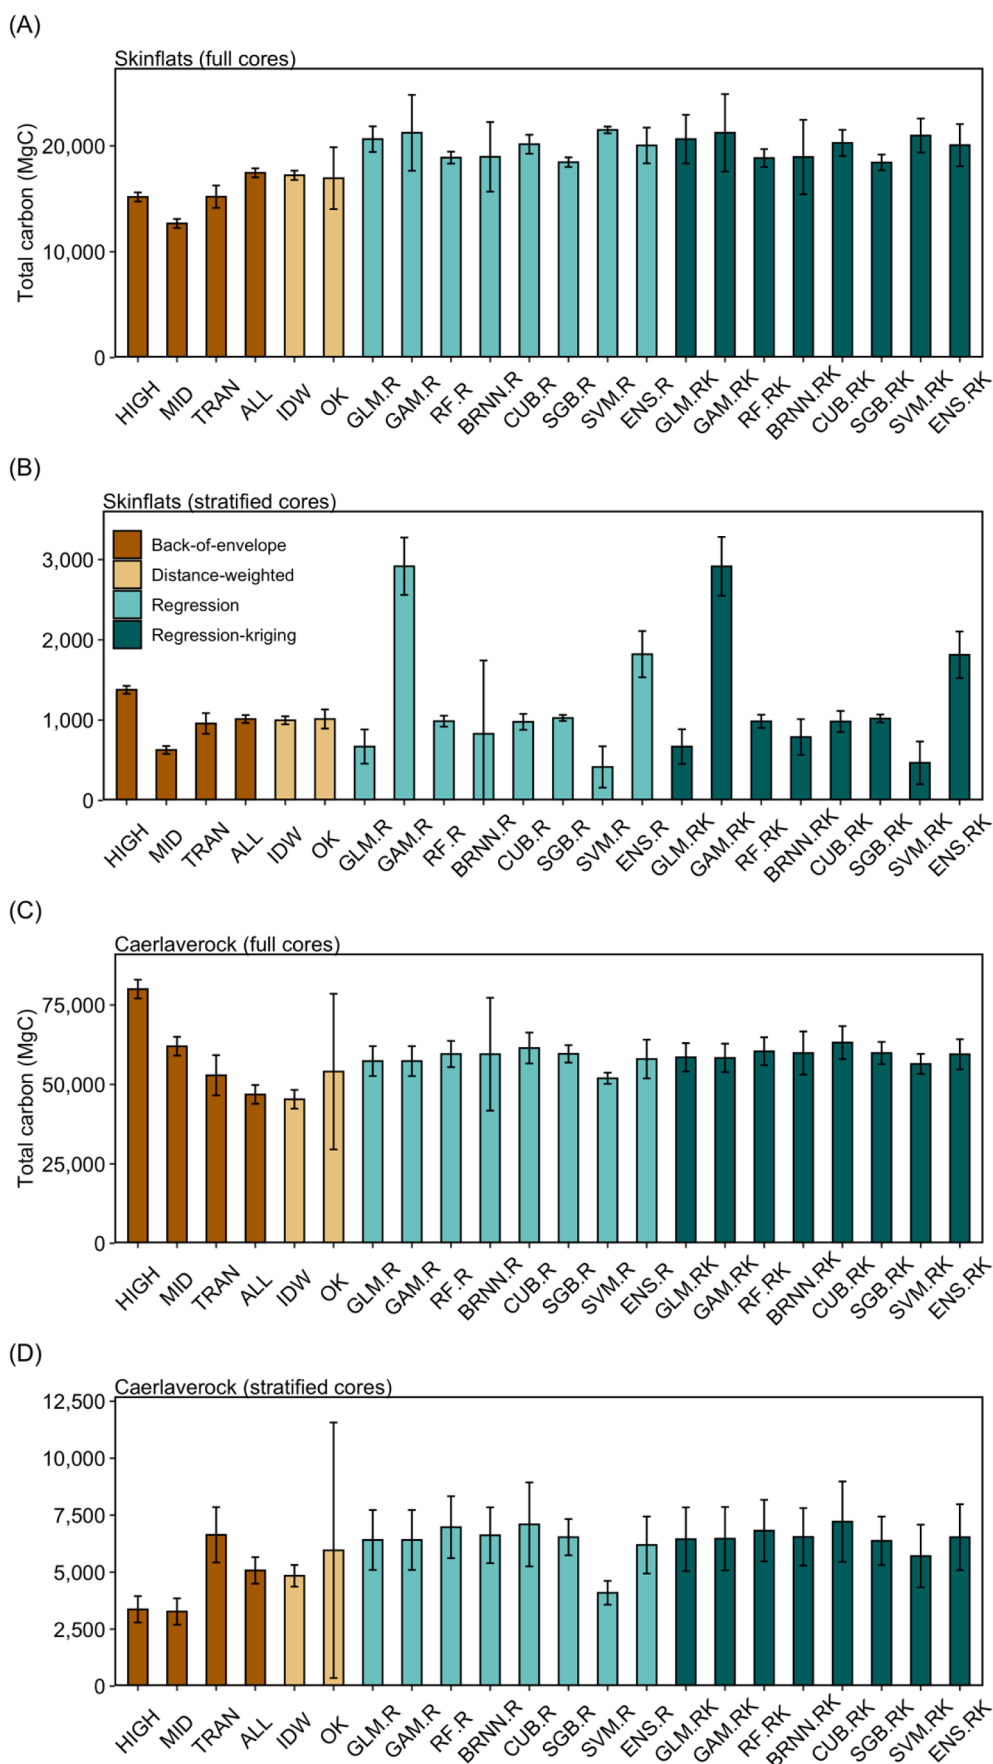 (A)
Skinflats (full cores)
Total carbon (MgC)
20,000
10,000
0
HIGH MID TRAN ALL IDW OK GLM.R GAM.R RF.R BRNN.R CUB.R SGB.R SVM.R ENS.R GLM.RK GAM.RK RF.RK BRNN.RK CUB.RK SGB.RK SVM.RK ENS.RK
(B)
Skinflats (stratified cores)
Back-of-envelope
Distance-weighted
Regression
Regression-kriging
3,000
2,000
1,000
0
HIGH MID TRAN ALL IDW OK GLM.R GAM.R RF.R BRNN.R CUB.R SGB.R SVM.R ENS.R GLM.RK GAM.RK RF.RK BRNN.RK CUB.RK SGB.RK SVM.RK ENS.RK
(C)
Caerlaverock (full cores)
Total carbon (MgC)
75,000
50,000
25,000
0
HIGH MID TRAN ALL IDW OK GLM.R GAM.R RF.R BRNN.R CUB.R SGB.R SVM.R ENS.R GLM.RK GAM.RK RF.RK BRNN.RK CUB.RK SGB.RK SVM.RK ENS.RK
(D)
Caerlaverock (stratified cores)
12,500
10,000
7,500
5,000
2,500
0
HIGH MID TRAN ALL IDW OK GLM.R GAM.R RF.R BRNN.R CUB.R SGB.R SVM.R ENS.R GLM.RK GAM.RK RF.RK BRNN.RK CUB.RK SGB.RK SVM.RK ENS.RK